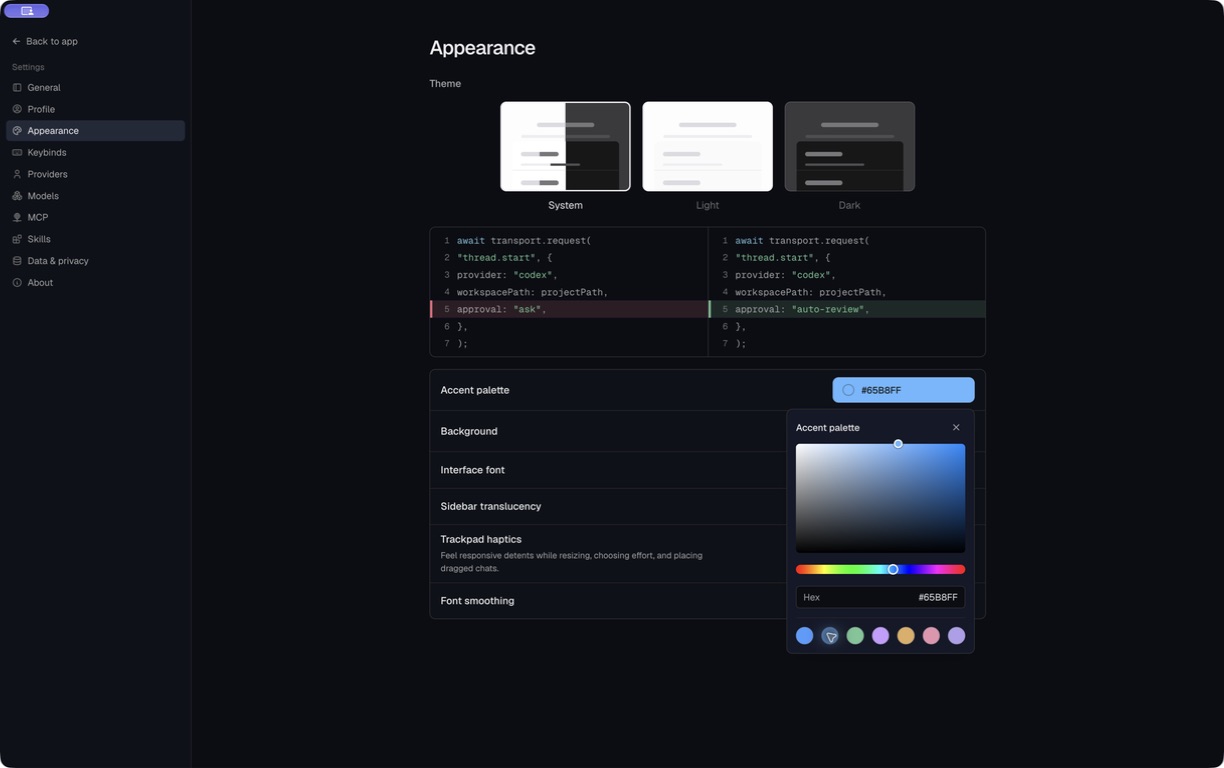 Back to app
Settings
General
Profile
Appearance
Keybinds
Providers
Models
MCP
Skills
Data & privacy
About
Appearance
Theme
System
Light
Dark
1 await transport.request(
2 "thread.start", {
3 provider: "codex",
4 workspacePath: projectPath,
5 approval: "ask",
6 },
7 );
1 await transport.request(
2 "thread.start", {
3 provider: "codex",
4 workspacePath: projectPath,
5 approval: "auto-review",
6 },
7 );
Accent palette
#65B8FF
Background
Interface font
Sidebar translucency
Trackpad haptics
Feel responsive detents while resizing, choosing effort, and placing
dragged chats.
Font smoothing
Accent palette
Hex
#65B8FF